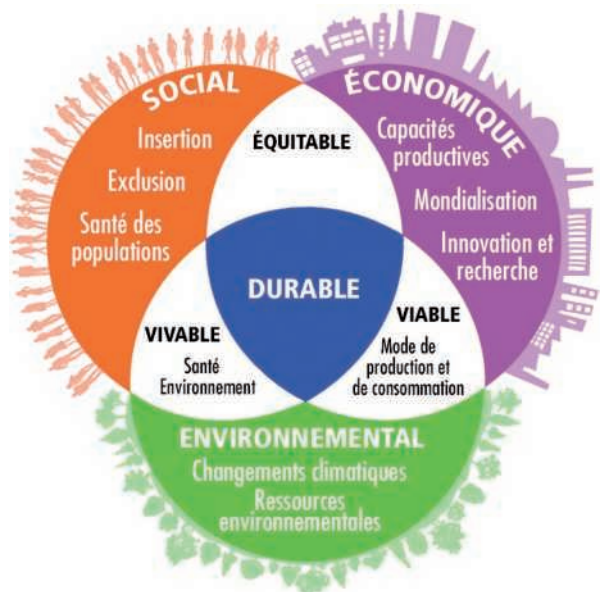 SOCIAL
Insertion
Exclusion
Santé des
populations
ÉQUITABLE
ÉCONOMIQUE
Capacités
productives
Mondialisation
Innovation et
recherche
DURABLE
VIVABLE
Santé
Environnement
VIABLE
Mode de
production et
de consommation
ENVIRONNEMENTAL
Changements climatiques
Ressources
environnementales